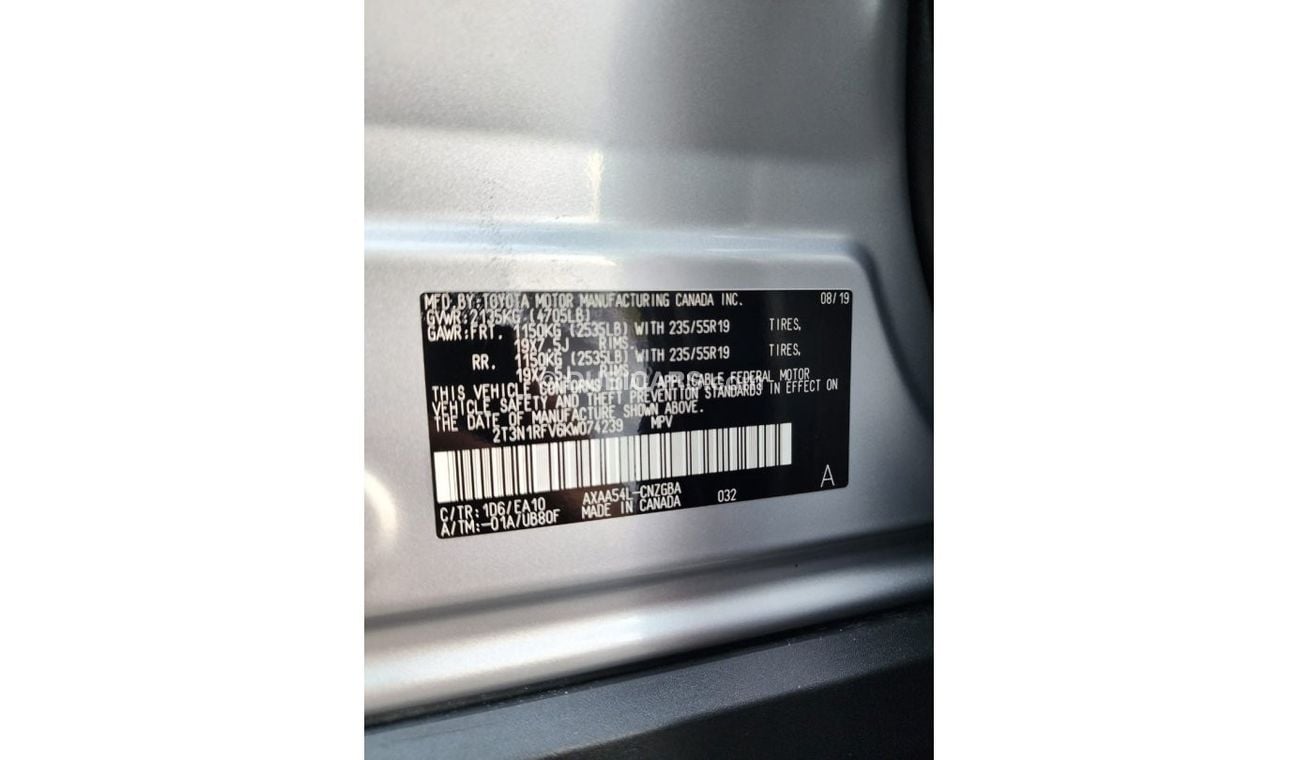 MFD.BY:TOYOTA MOTOR MANUFACTURING CANADA INC. 08/19
GVWR:2135KG (4705LB)
GAWR:FRT. 1150KG (2535LB) WITH 235/55R19 TIRES,
19X7.5J RIMS.
RR. 1150KG (2535LB) WITH 235/55R19 TIRES,
19X7.5J RIMS.
DUBICARS.com
THIS VEHICLE CONFORMS TO ALL APPLICABLE FEDERAL MOTOR
VEHICLE SAFETY AND THEFT PREVENTION STANDARDS IN EFFECT ON
THE DATE OF MANUFACTURE SHOWN ABOVE.
2T3N1RFV6KW074239 MPV
C/TR: 1D6/EA10 AXAA54L-CNZGBA 032 A
A/TM:-01A/UB80F MADE IN CANADA